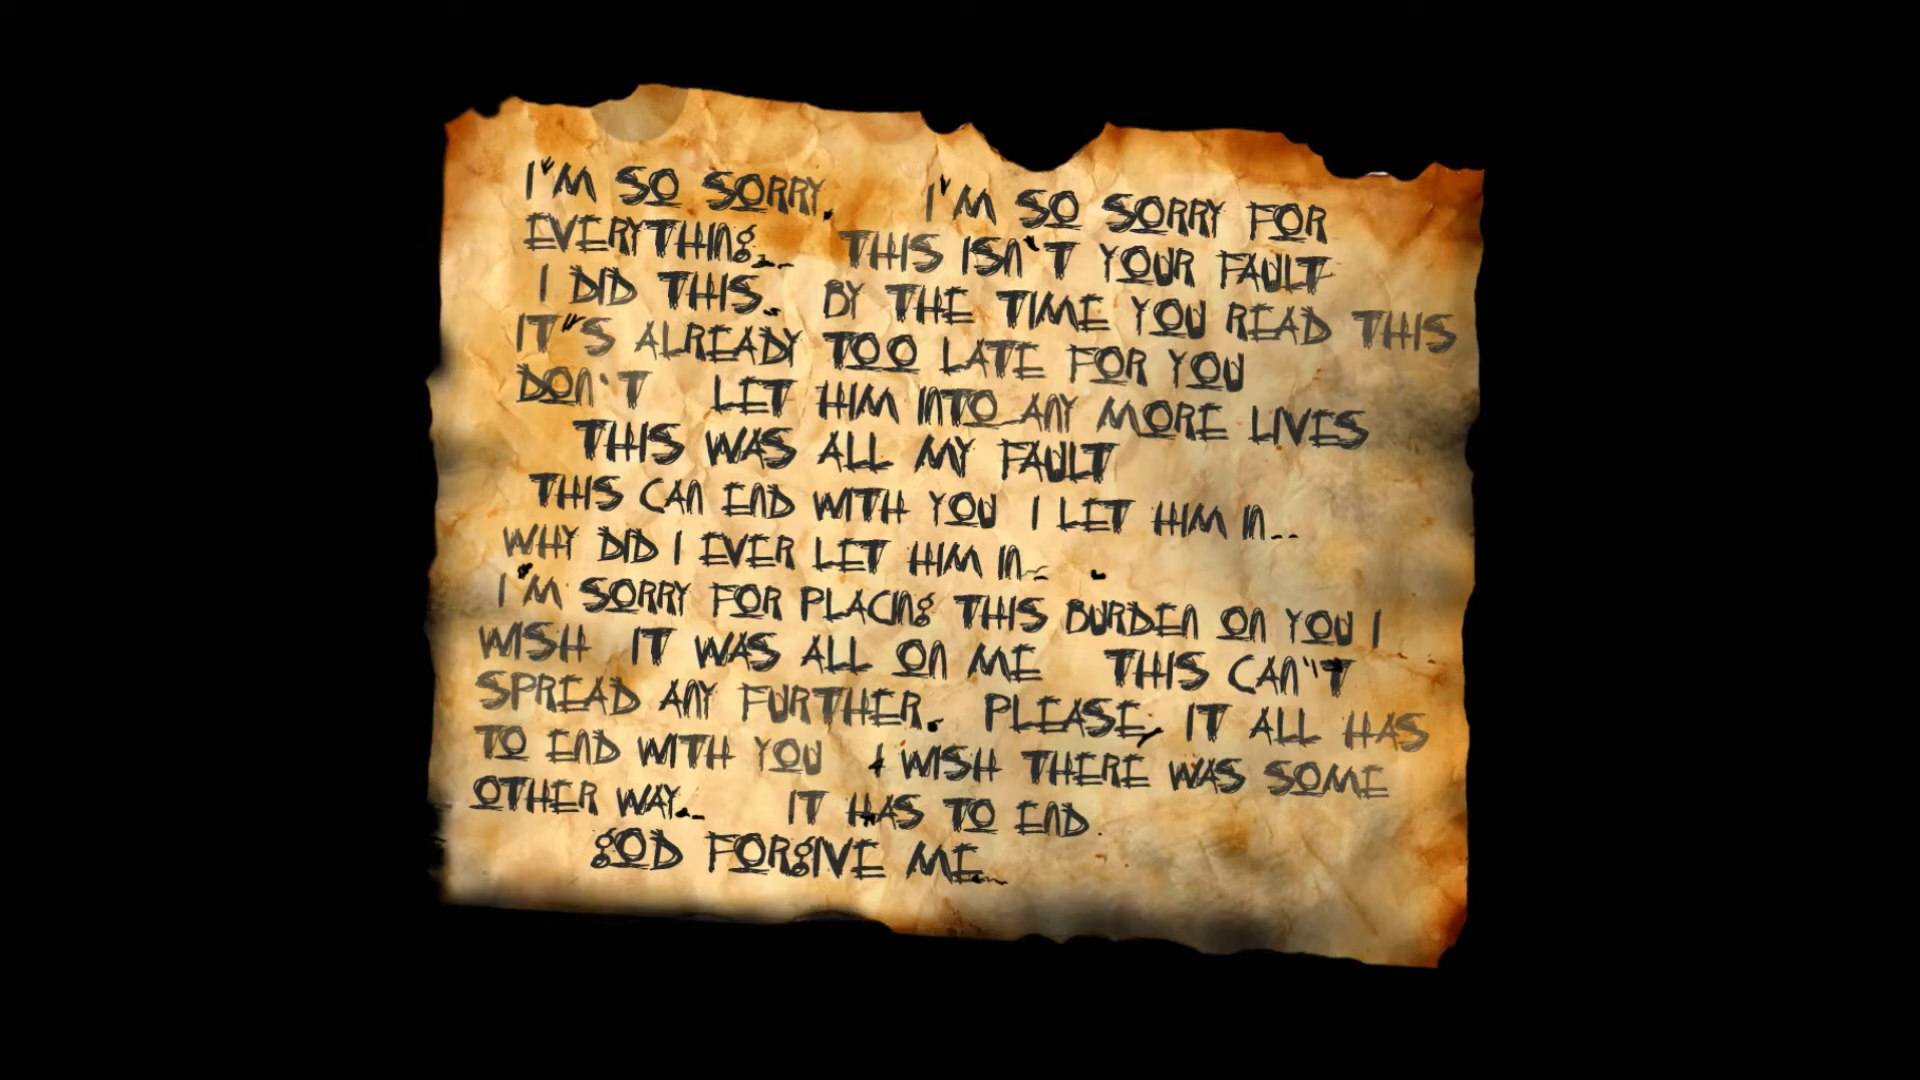 I'M SO SORRY. I'M SO SORRY FOR
EVERYTHING... THIS ISN'T YOUR FAULT
I DID THIS.. BY THE TIME YOU READ THIS
IT"S ALREADY TOO LATE FOR YOU
DON'T LET HIM INTO ANY MORE LIVES
THIS WAS ALL MY FAULT
THIS CAN END WITH YOU I LET HIM IN...
WHY DID I EVER LET HIM IN..
I'M SORRY FOR PLACING THIS BURDEN ON YOU I
WISH IT WAS ALL ON ME THIS CAN'T
SPREAD ANY FURTHER. PLEASE, IT ALL HAS
TO END WITH YOU I WISH THERE WAS SOME
OTHER WAY... IT HAS TO END.
GOD FORGIVE ME...